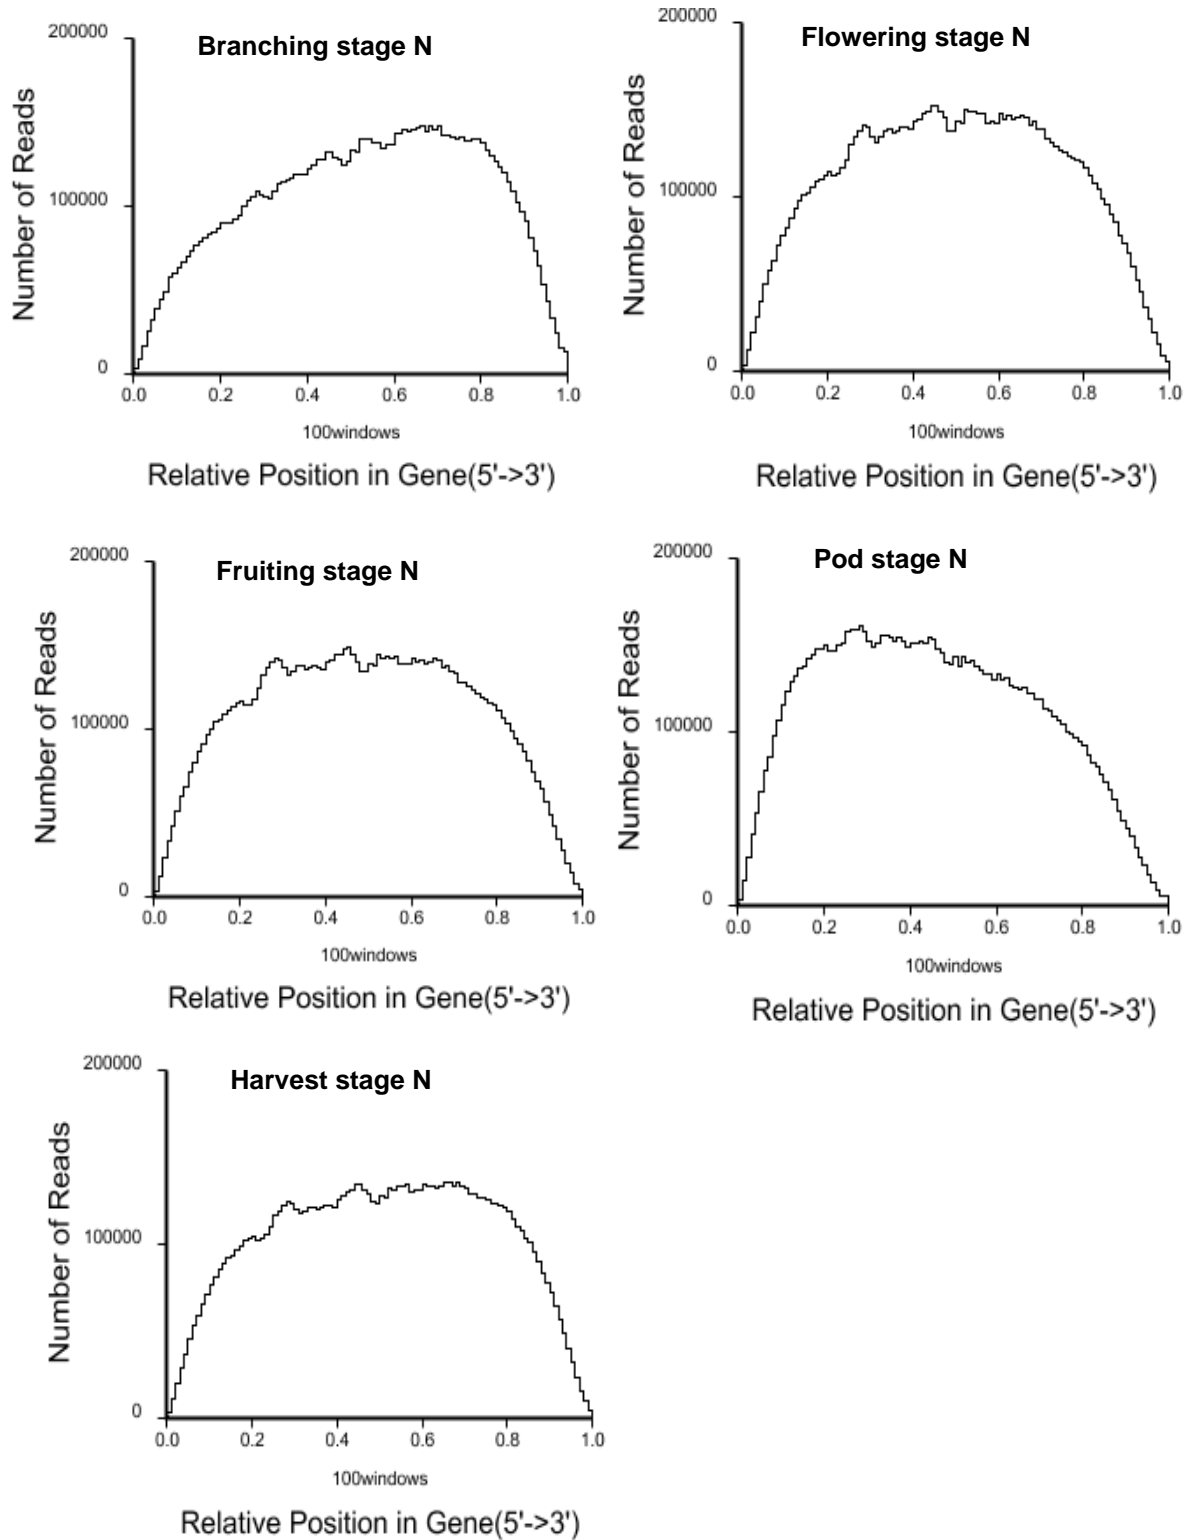 Branching stage N
200000
100000
0
Number of Reads
0.0 0.2 0.4 0.6 0.8 1.0
100windows
Relative Position in Gene(5'->3')
Flowering stage N
200000
100000
0
Number of Reads
0.0 0.2 0.4 0.6 0.8 1.0
100windows
Relative Position in Gene(5'->3')
Fruiting stage N
200000
100000
0
Number of Reads
0.0 0.2 0.4 0.6 0.8 1.0
100windows
Relative Position in Gene(5'->3')
Pod stage N
200000
100000
0
Number of Reads
0.0 0.2 0.4 0.6 0.8 1.0
100windows
Relative Position in Gene(5'->3')
Harvest stage N
200000
100000
0
Number of Reads
0.0 0.2 0.4 0.6 0.8 1.0
100windows
Relative Position in Gene(5'->3')